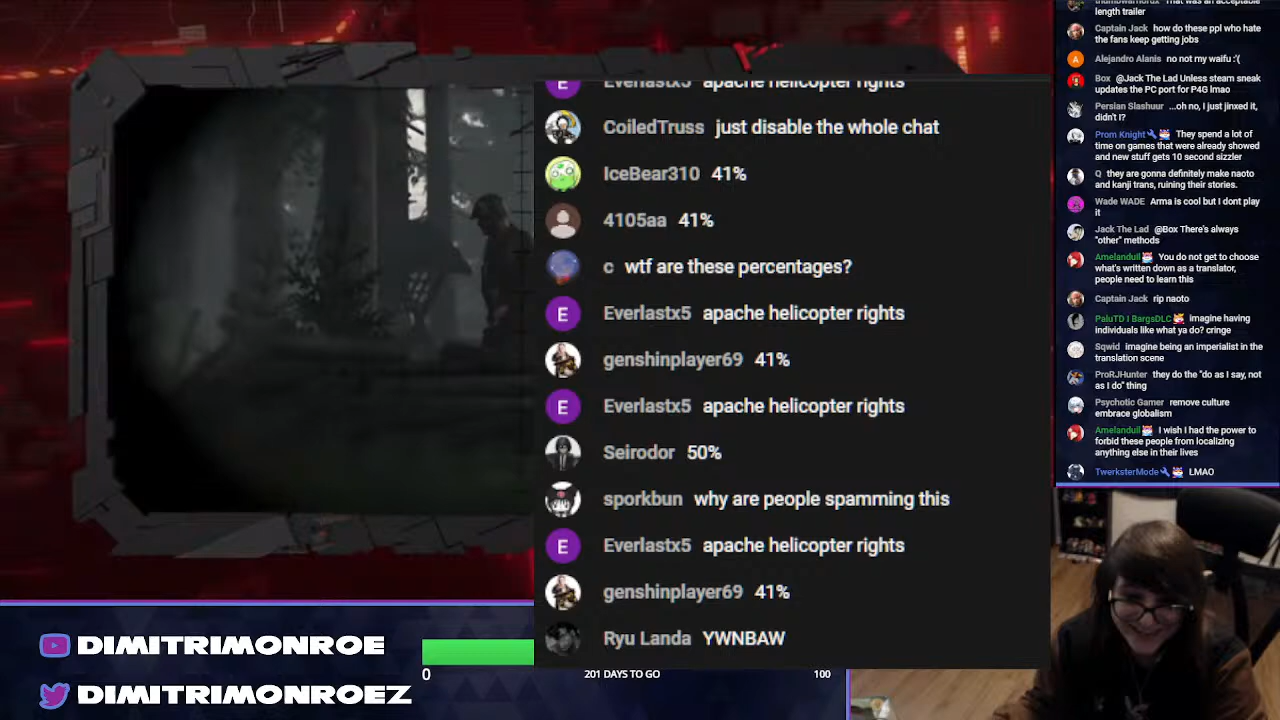 Everlastx5 apache helicopter rights
CoiledTruss just disable the whole chat
IceBear310 41%
4105aa 41%
c wtf are these percentages?
Everlastx5 apache helicopter rights
genshinplayer69 41%
Everlastx5 apache helicopter rights
Seirodor 50%
sporkbun why are people spamming this
E Everlastx5 apache helicopter rights
genshinplayer69 41%
Ryu Landa YWNBAW
length trailer
Captain Jack how do these ppl who hate
the fans keep getting jobs
A Alejandro Alanis no not my waifu :'(
Box @Jack The Lad Unless steam sneak
updates the PC port for P4G lmao
Persian Slashuur ...oh no, I just jinxed it,
didn't I?
Prom Knight They spend a lot of
time on games that were already showed
and new stuff gets 10 second sizzler
Q they are gonna definitely make naoto
and kanji trans, ruining their stories.
Wade WADE Arma is cool but I dont play
it
Jack The Lad @Box There's always
"other" methods
Amelanduil You do not get to choose
what's written down as a translator,
people need to learn this
Captain Jack rip naoto
PaluTD I BargsDLC imagine having
individuals like what ya do? cringe
Sqwid imagine being an imperialist in the
translation scene
ProRJHunter they do the "do as I say, not
as I do" thing
Psychotic Gamer remove culture
embrace globalism
Amelanduil I wish I had the power to
forbid these people from localizing
anything else in their lives
TwerksterMode LMAO
DIMITRIMONROE
DIMITRIMONROEZ
0 201 DAYS TO GO 100